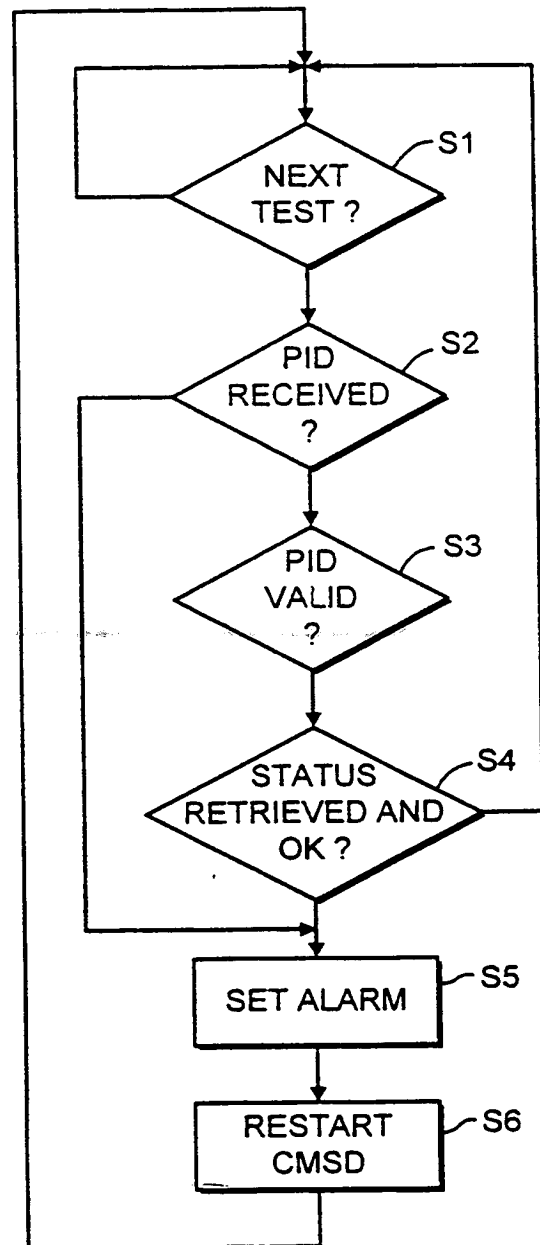 S1
NEXT
TEST ?
S2
PID
RECEIVED
?
S3
PID
VALID
?
S4
STATUS
RETRIEVED AND
OK ?
S5
SET ALARM
S6
RESTART
CMSD